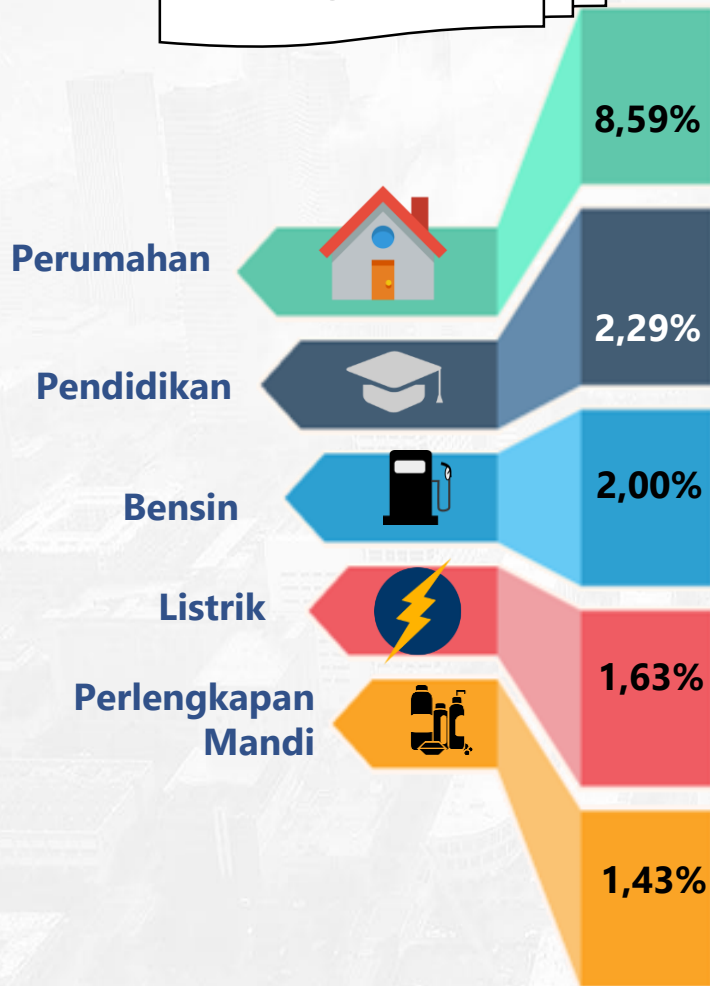 Perumahan
8,59%
Pendidikan
2,29%
Bensin
2,00%
Listrik
1,63%
Perlengkapan
Mandi
1,43%